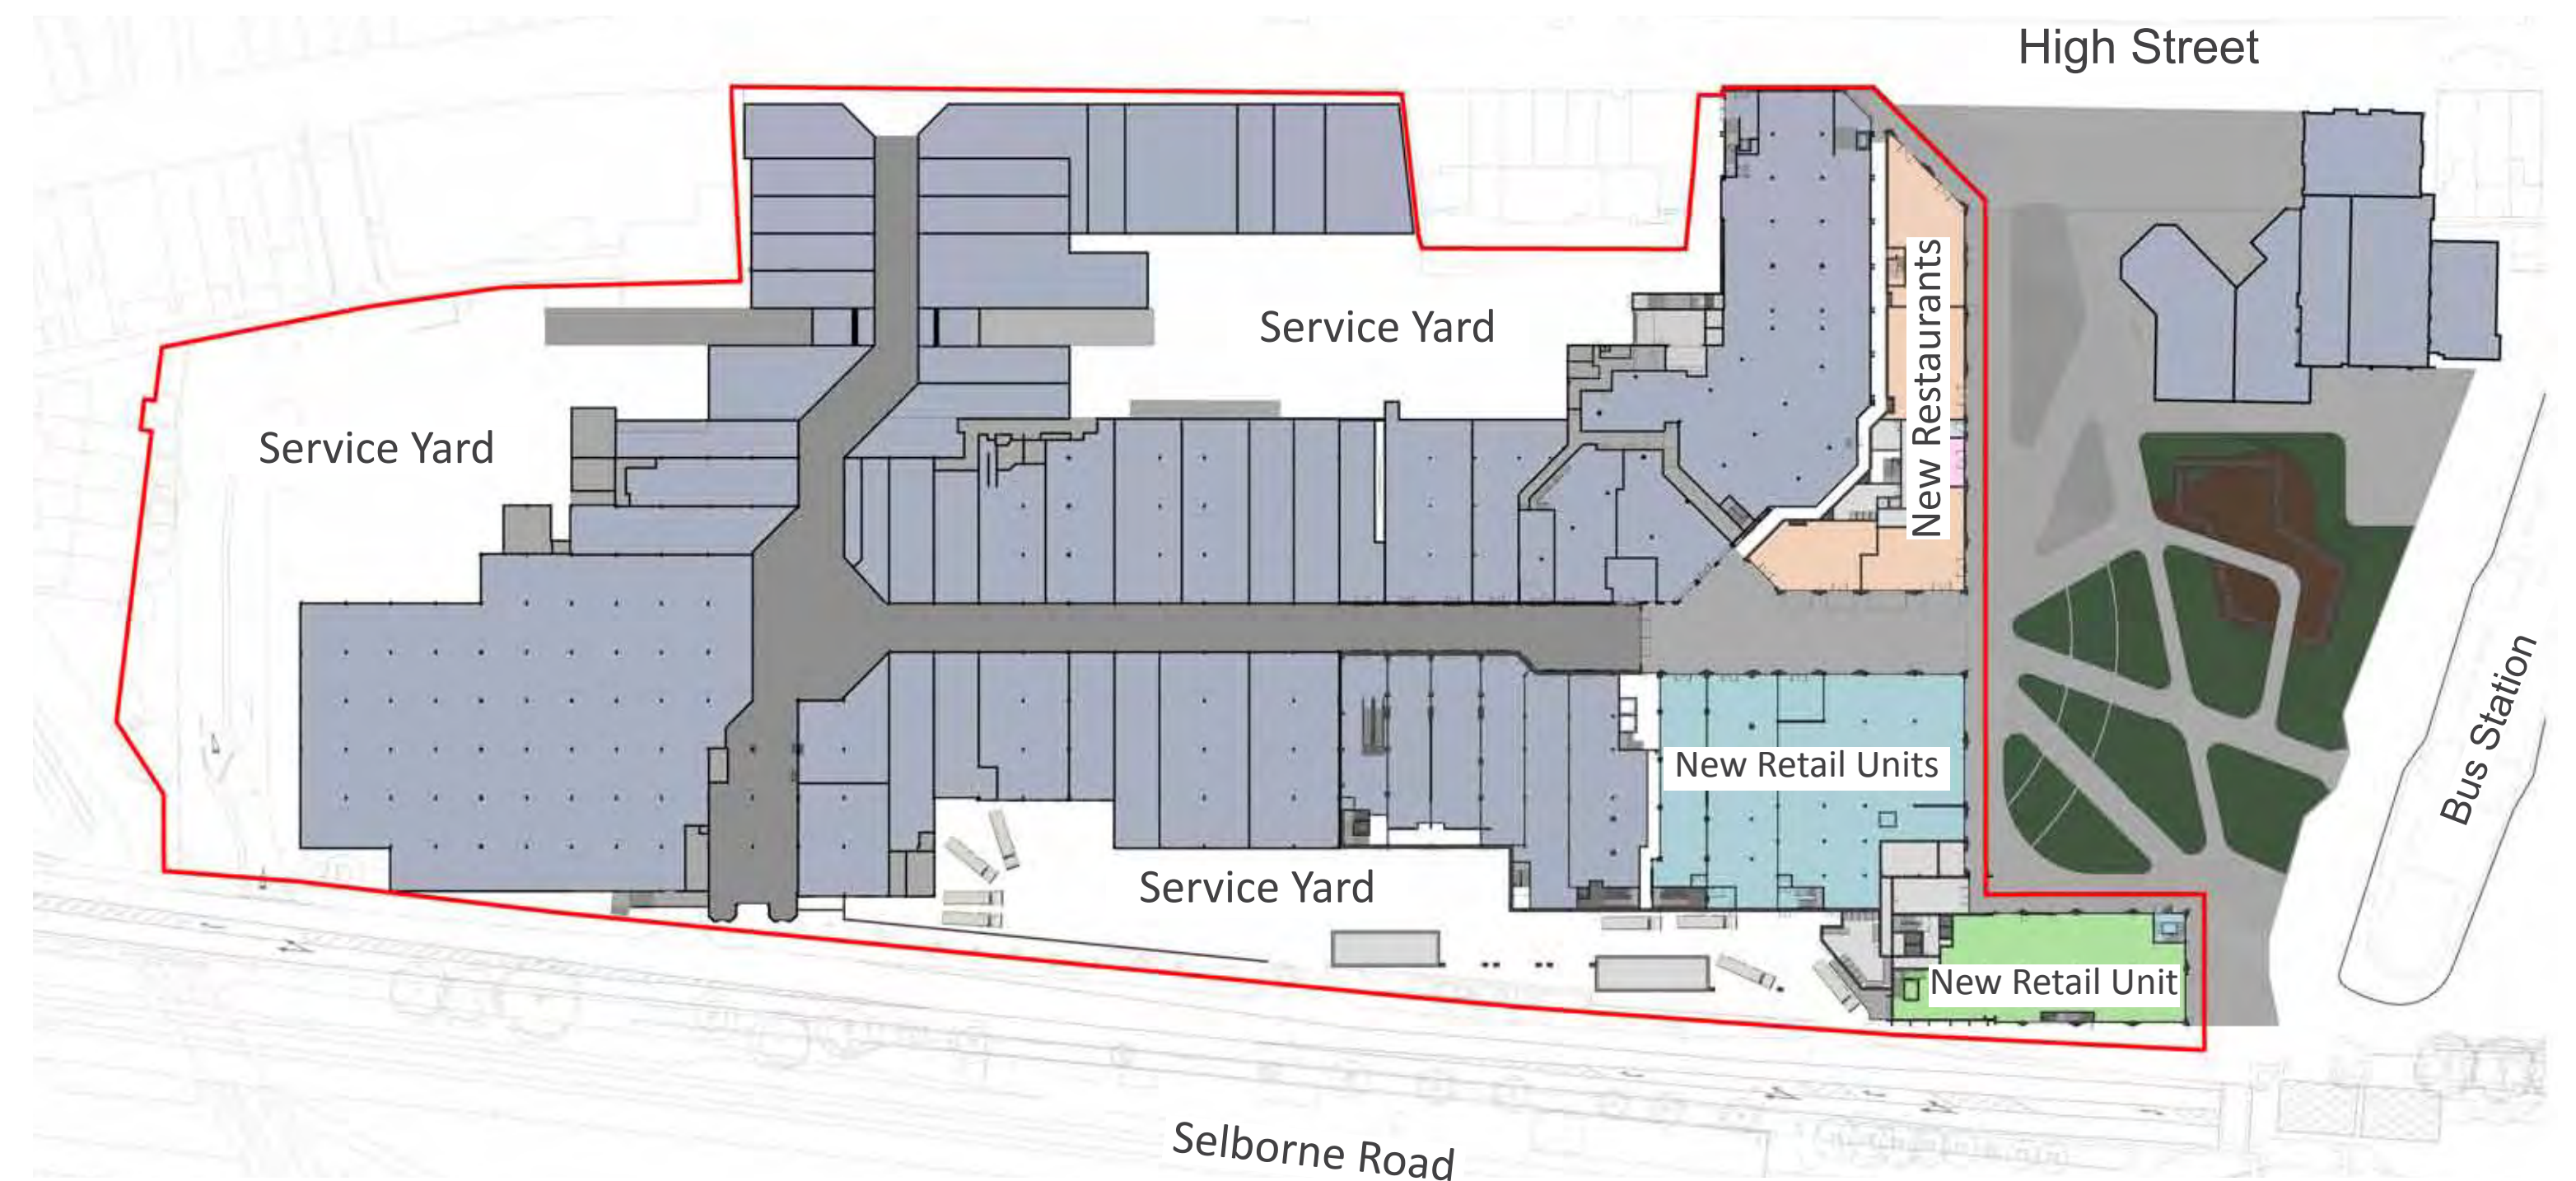 High Street
Service Yard
New Restaurants
Service Yard
Bus Station
New Retail Units
Service Yard
New Retail Unit
Selborne Road